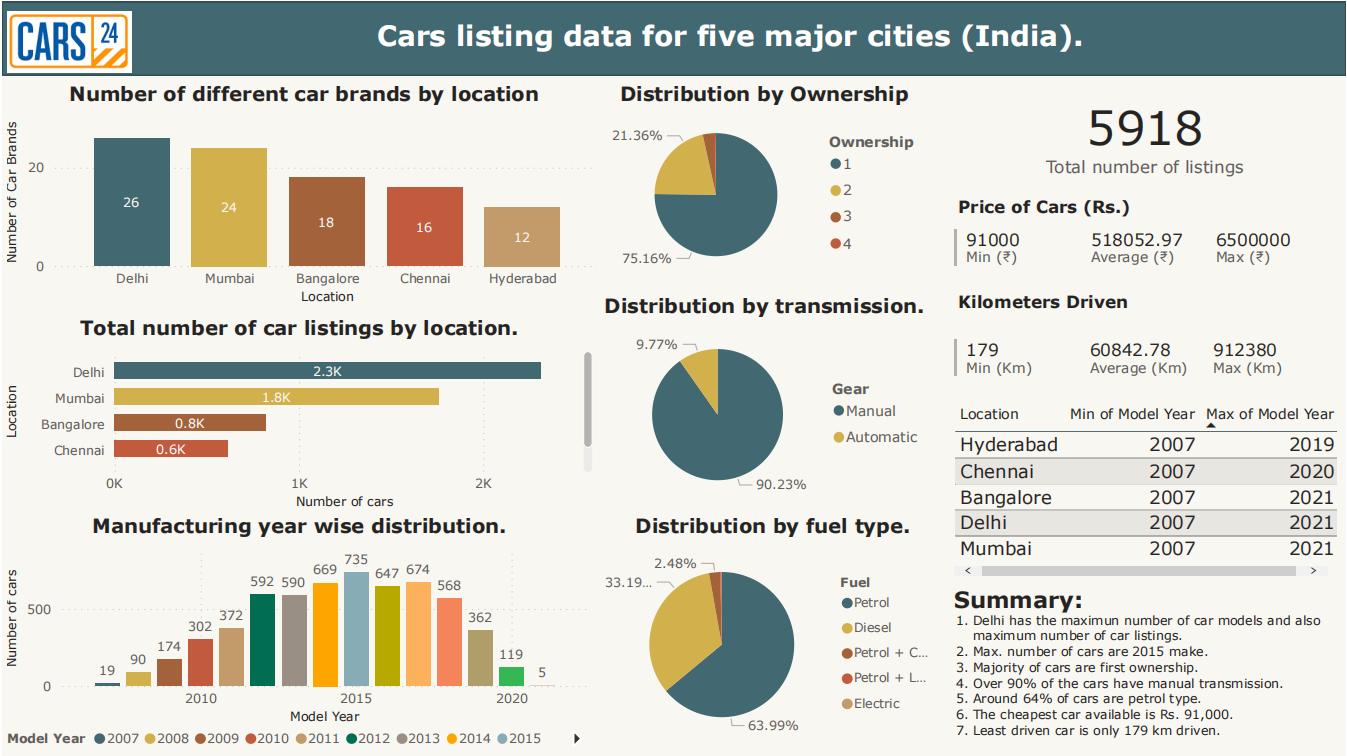 CARS 24
Cars listing data for five major cities (India).
Number of different car brands by location
Number of Car Brands
20
0
26
24
18
16
12
Delhi
Mumbai
Bangalore
Chennai
Hyderabad
Location
Total number of car listings by location.
Location
Delhi
2.3K
Mumbai
1.8K
Bangalore
0.8K
Chennai
0.6K
0K
1K
2K
Number of cars
Manufacturing year wise distribution.
Number of cars
500
0
19
90
174
302
372
592
590
669
735
647
674
568
362
119
5
2010
2015
2020
Model Year
Model Year 2007 2008 2009 2010 2011 2012 2013 2014 2015
Distribution by Ownership
21.36%
75.16%
Ownership
1
2
3
4
Distribution by transmission.
9.77%
90.23%
Gear
Manual
Automatic
Distribution by fuel type.
2.48%
33.19...
63.99%
Fuel
Petrol
Diesel
Petrol + C...
Petrol + L...
Electric
5918
Total number of listings
Price of Cars (Rs.)
91000 518052.97 6500000
Min (₹) Average (₹) Max (₹)
Kilometers Driven
179 60842.78 912380
Min (Km) Average (Km) Max (Km)
Location Min of Model Year Max of Model Year
Hyderabad 2007 2019
Chennai 2007 2020
Bangalore 2007 2021
Delhi 2007 2021
Mumbai 2007 2021
Summary:
1. Delhi has the maximun number of car models and also
maximum number of car listings.
2. Max. number of cars are 2015 make.
3. Majority of cars are first ownership.
4. Over 90% of the cars have manual transmission.
5. Around 64% of cars are petrol type.
6. The cheapest car available is Rs. 91,000.
7. Least driven car is only 179 km driven.